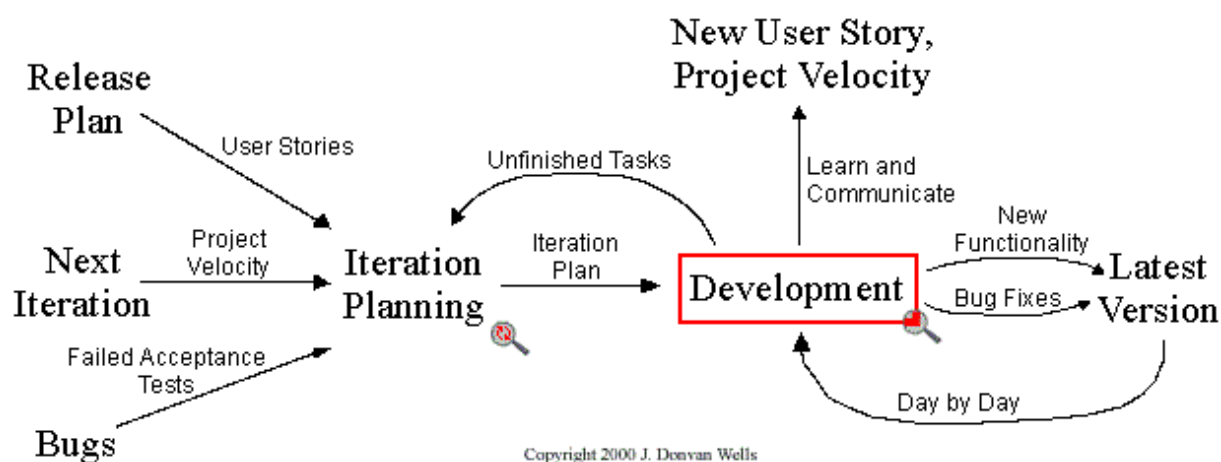 New User Story,
Project Velocity
Release
Plan
User Stories
Unfinished Tasks
Learn and
Communicate
New
Functionality
Project
Velocity
Iteration
Plan
Next
Iteration
Iteration
Planning
Development
Bug Fixes
Latest
Version
Failed Acceptance
Tests
Day by Day
Bugs
Copyright 2000 J. Donvan Wells